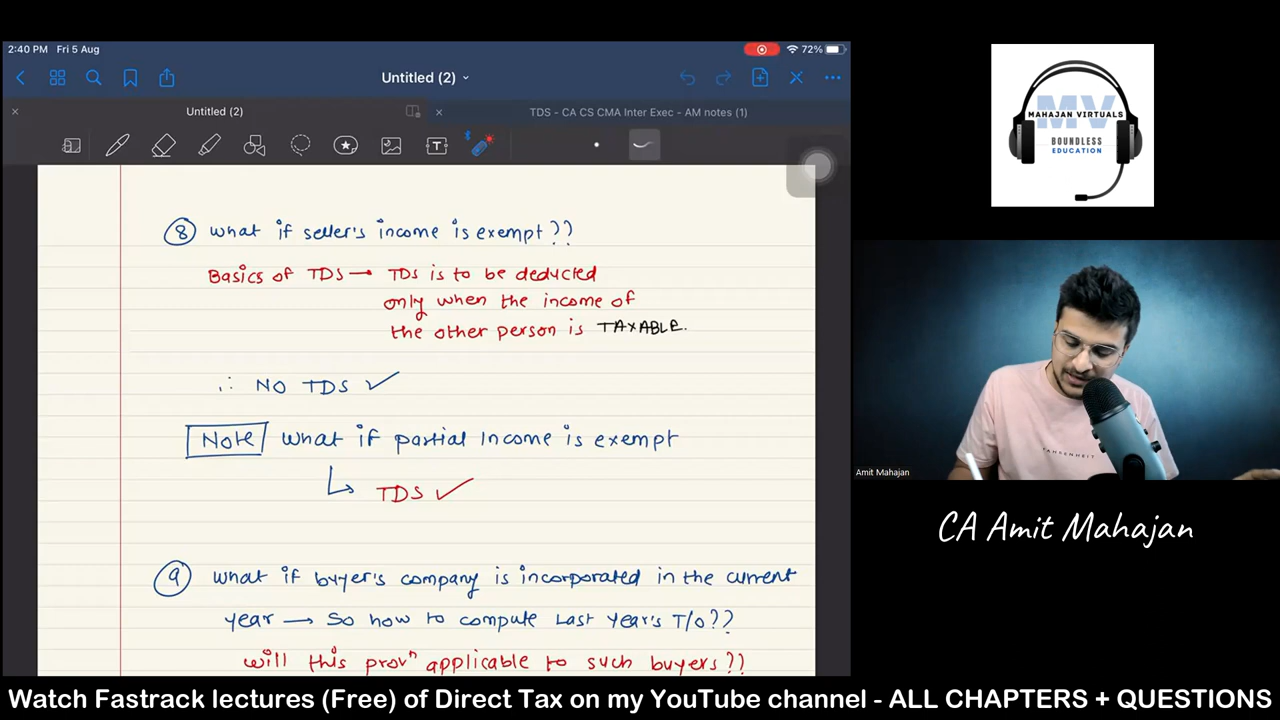 2:40 PM Fri 5 Aug
72%
Untitled (2)
Untitled (2)
TDS - CA CS CMA Inter Exec - AM notes (1)
T
8 What if seller's income is exempt??
Basics of TDS → TDS is to be deducted
only when the income of
the other person is TAXABLE.
∴ NO TDS ✓
Note What if partial income is exempt
TDS ✓
9 What if buyer's company is incorporated in the current
year → So how to compute Last Year's T/O??
will this provⁿ applicable to such buyers??
MV
MAHAJAN VIRTUALS
BOUNDLESS
EDUCATION
FAHRENHEIT
Amit Mahajan
CA Amit Mahajan
Watch Fastrack lectures (Free) of Direct Tax on my YouTube channel - ALL CHAPTERS + QUESTIONS